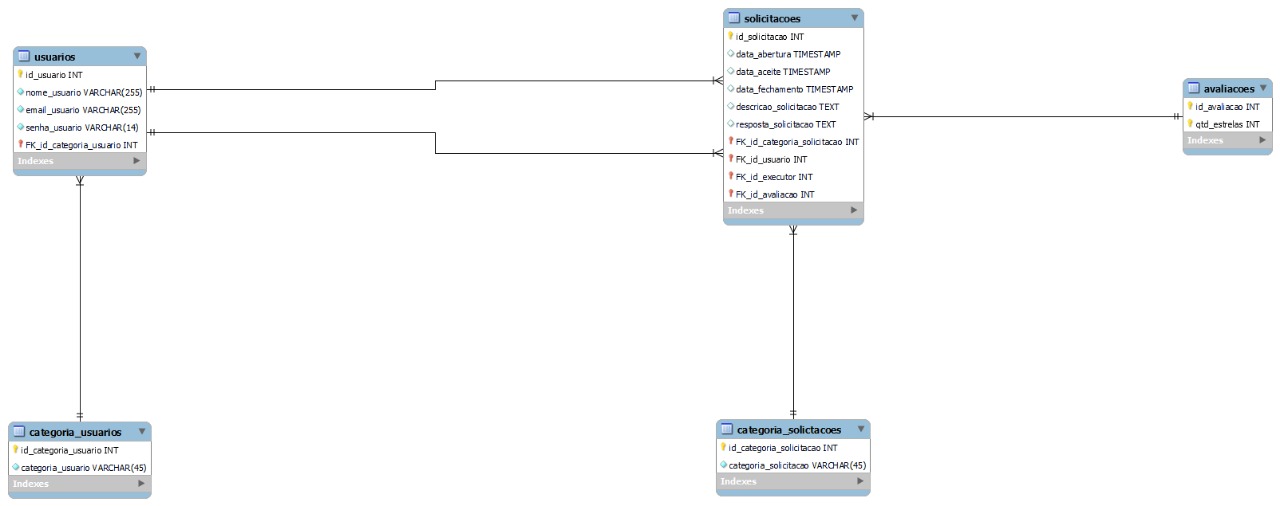 usuarios
id_usuario INT
nome_usuario VARCHAR(255)
email_usuario VARCHAR(255)
senha_usuario VARCHAR(14)
FK_id_categoria_usuario INT
Indexes
solicitacoes
id_solicitacao INT
data_abertura TIMESTAMP
data_aceite TIMESTAMP
data_fechamento TIMESTAMP
descricao_solicitacao TEXT
resposta_solicitacao TEXT
FK_id_categoria_solicitacao INT
FK_id_usuario INT
FK_id_executor INT
FK_id_avaliacao INT
Indexes
avaliacoes
id_avaliacao INT
qtd_estrelas INT
Indexes
categoria_usuarios
id_categoria_usuario INT
categoria_usuario VARCHAR(45)
Indexes
categoria_solictacoes
id_categoria_solicitacao INT
categoria_solicitacao VARCHAR(45)
Indexes